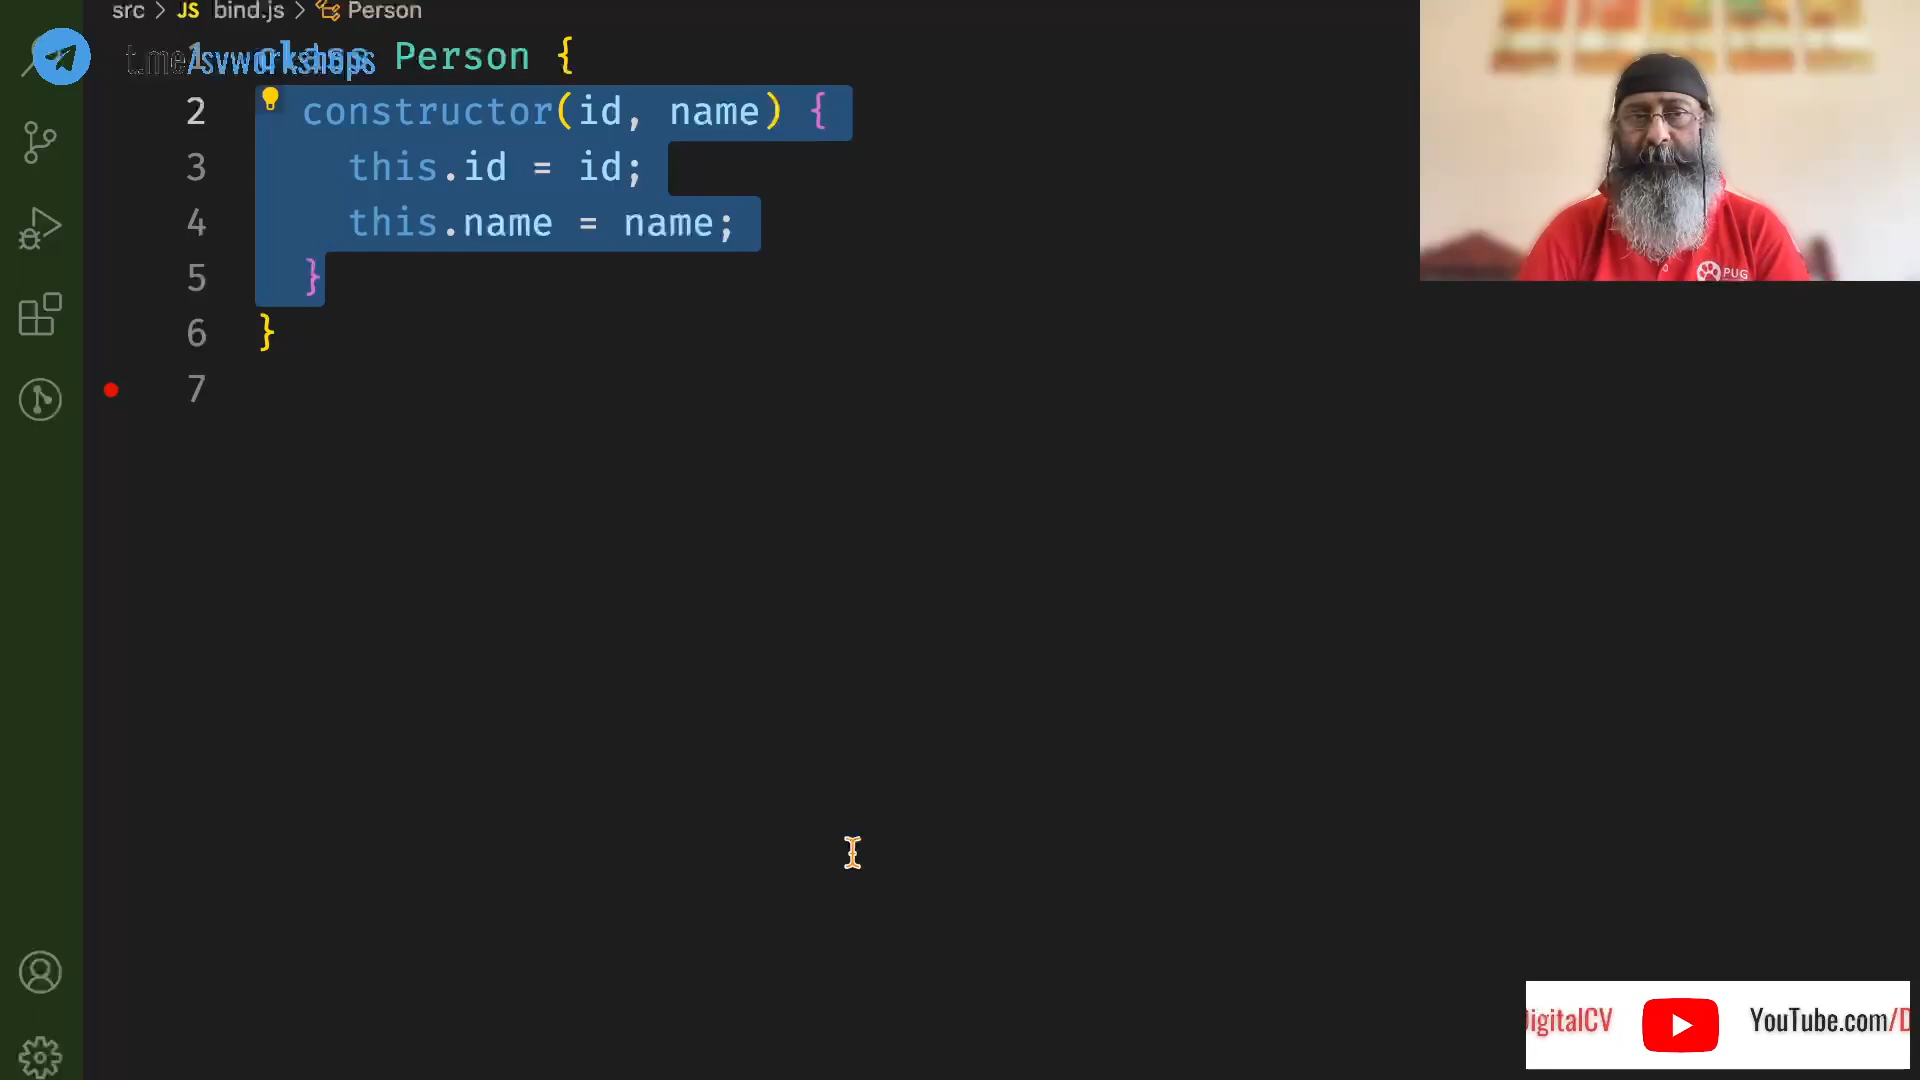 src > JS bind.js > Person
t.me/svworkshops
1 class Person {
2 constructor(id, name) {
3 this.id = id;
4 this.name = name;
5 }
6 }
7
PUG
DigitalCV YouTube.com/D